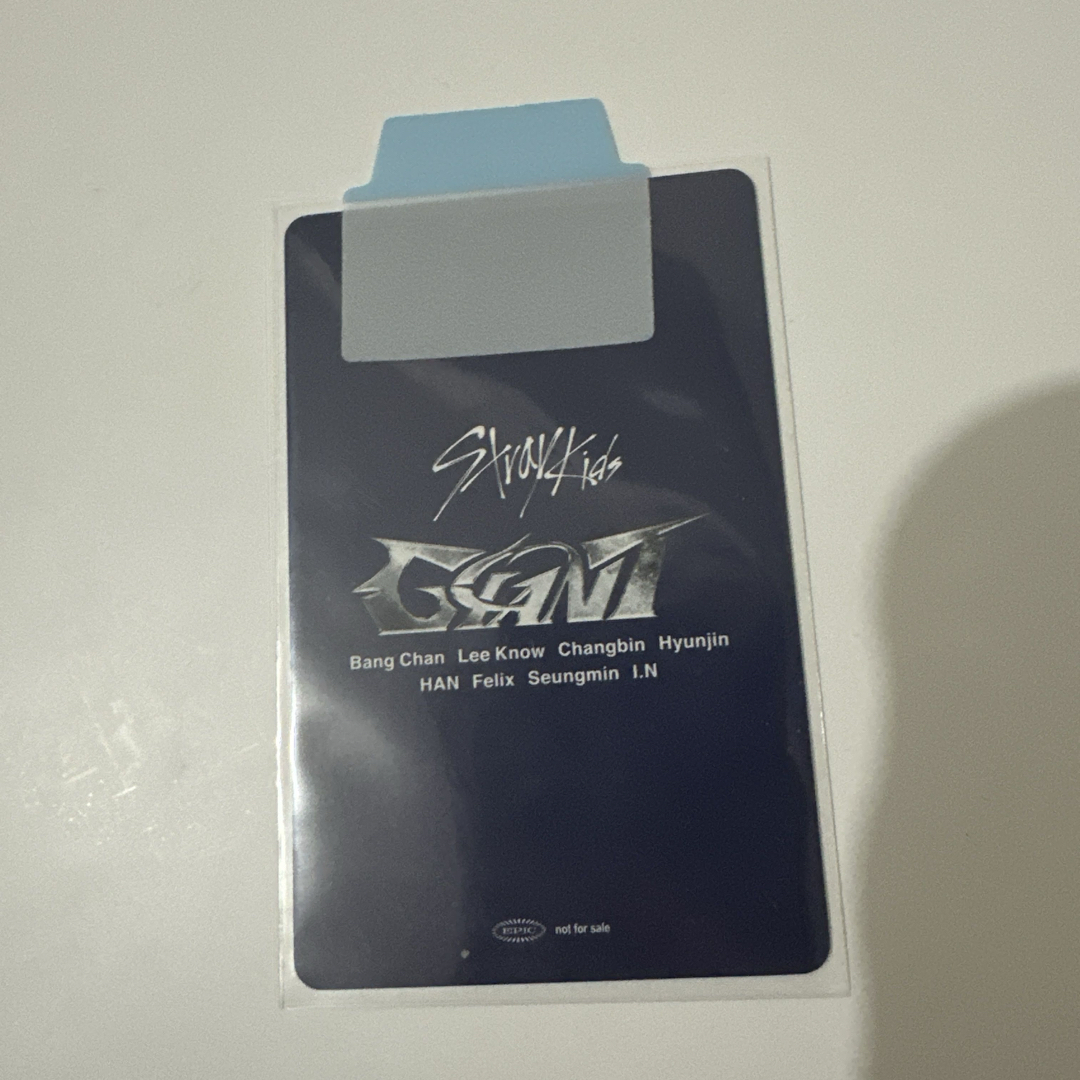 Stray Kids
GIANT
Bang Chan Lee Know Changbin Hyunjin
HAN Felix Seungmin I.N
EPIC not for sale